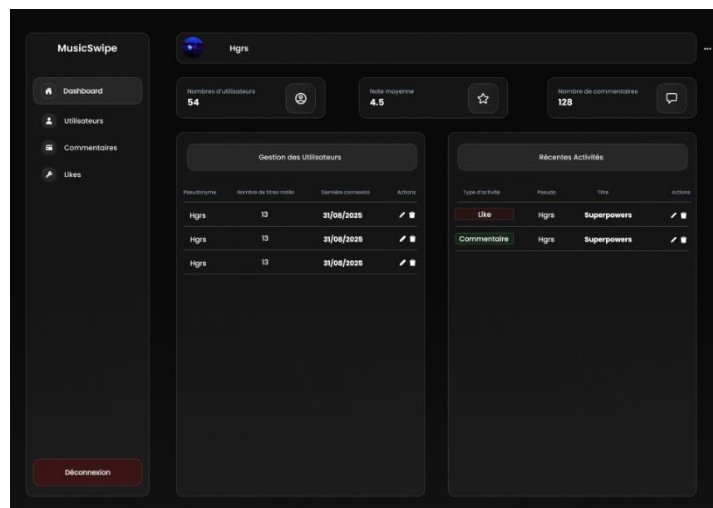 MusicSwipe
Hgrs
...
Dashboard
Utilisateurs
Commentaires
Likes
Déconnexion
Nombres d'utilisateurs
54
Note moyenne
4.5
Nombre de commentaires
128
Gestion des Utilisateurs
Pseudonyme Nombre de titres notés Dernière connexion Actions
Hgrs 13 31/08/2025
Hgrs 13 31/08/2025
Hgrs 13 31/08/2025
Récentes Activités
Type d'activité Pseudo Titre Actions
Like Hgrs Superpowers
Commentaire Hgrs Superpowers